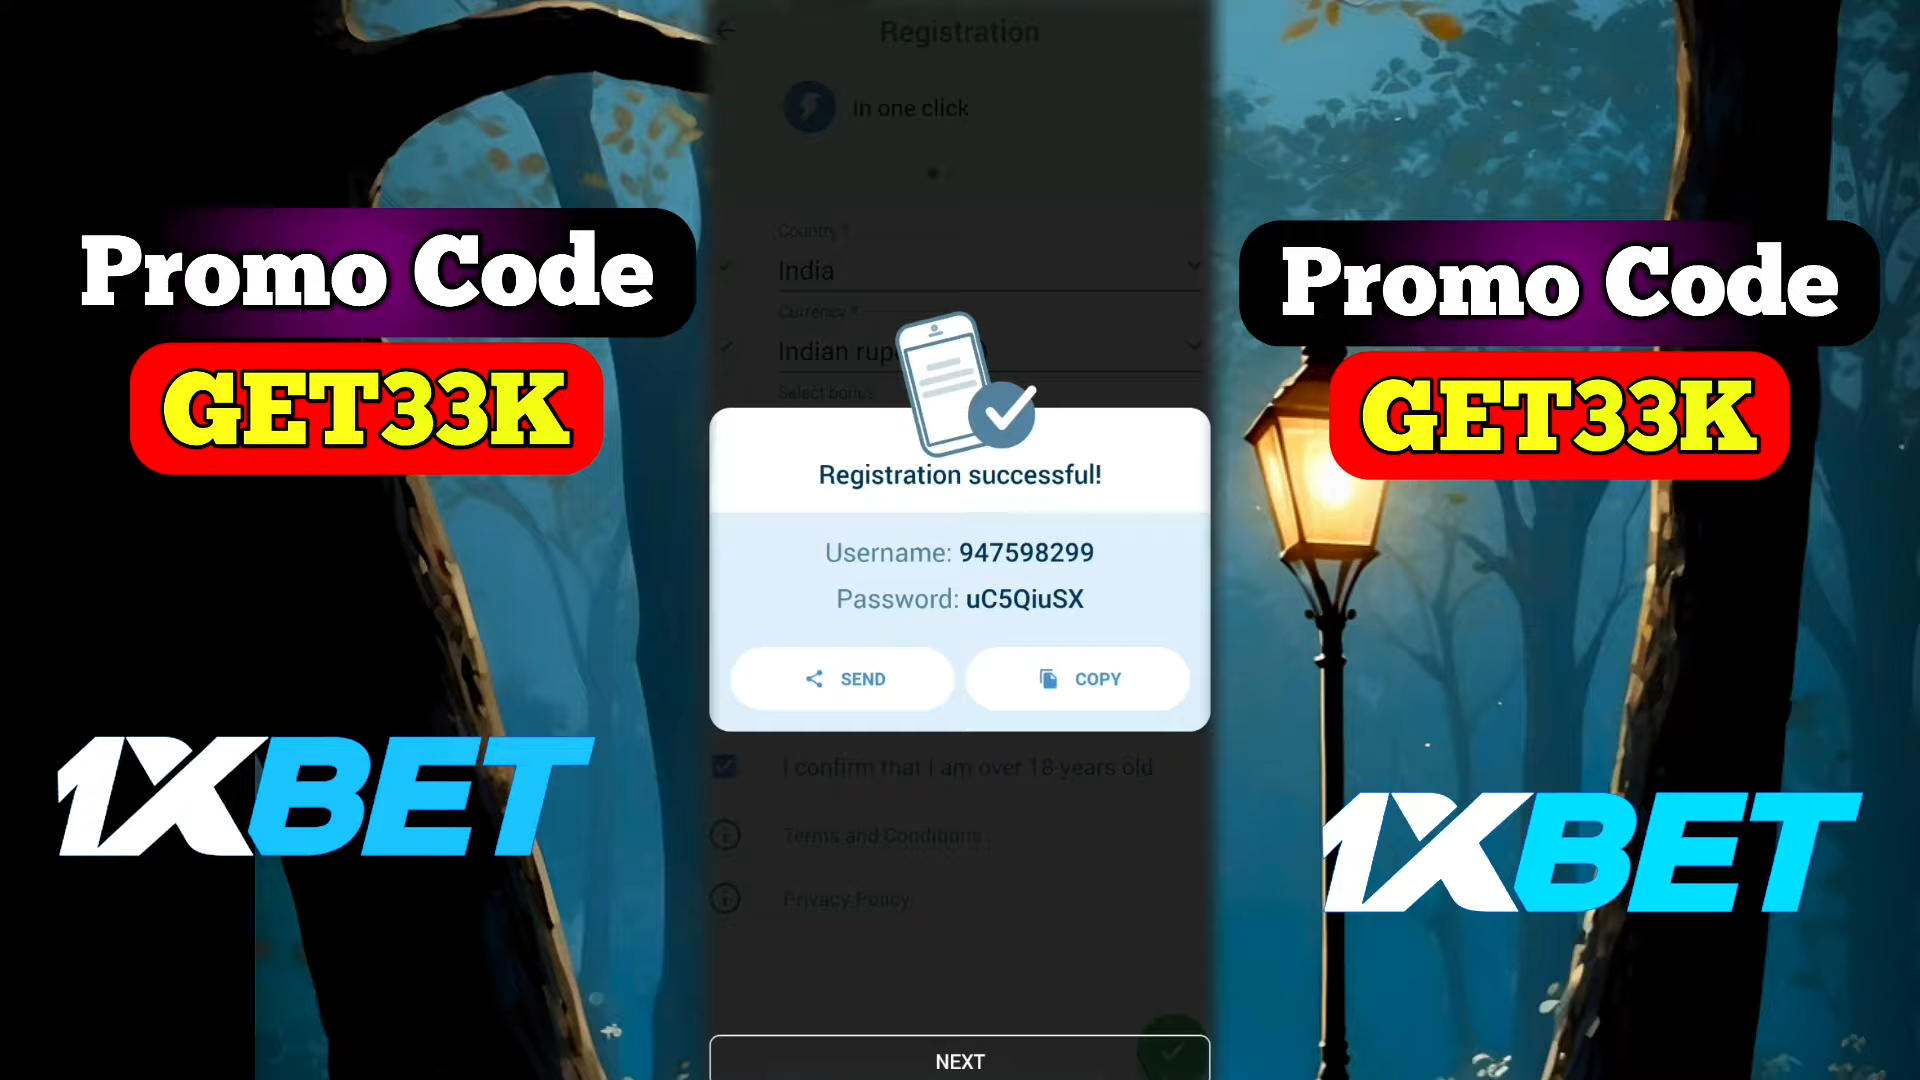 Registration
In one click
Promo Code
GET33K
Promo Code
GET33K
Country *
India
Currency *
Indian rup
Select bonus
Registration successful!
Username: 947598299
Password: uC5QiuSX
SEND
COPY
1XBET
1XBET
I confirm that I am over 18 years old
Terms and Conditions
Privacy Policy
NEXT